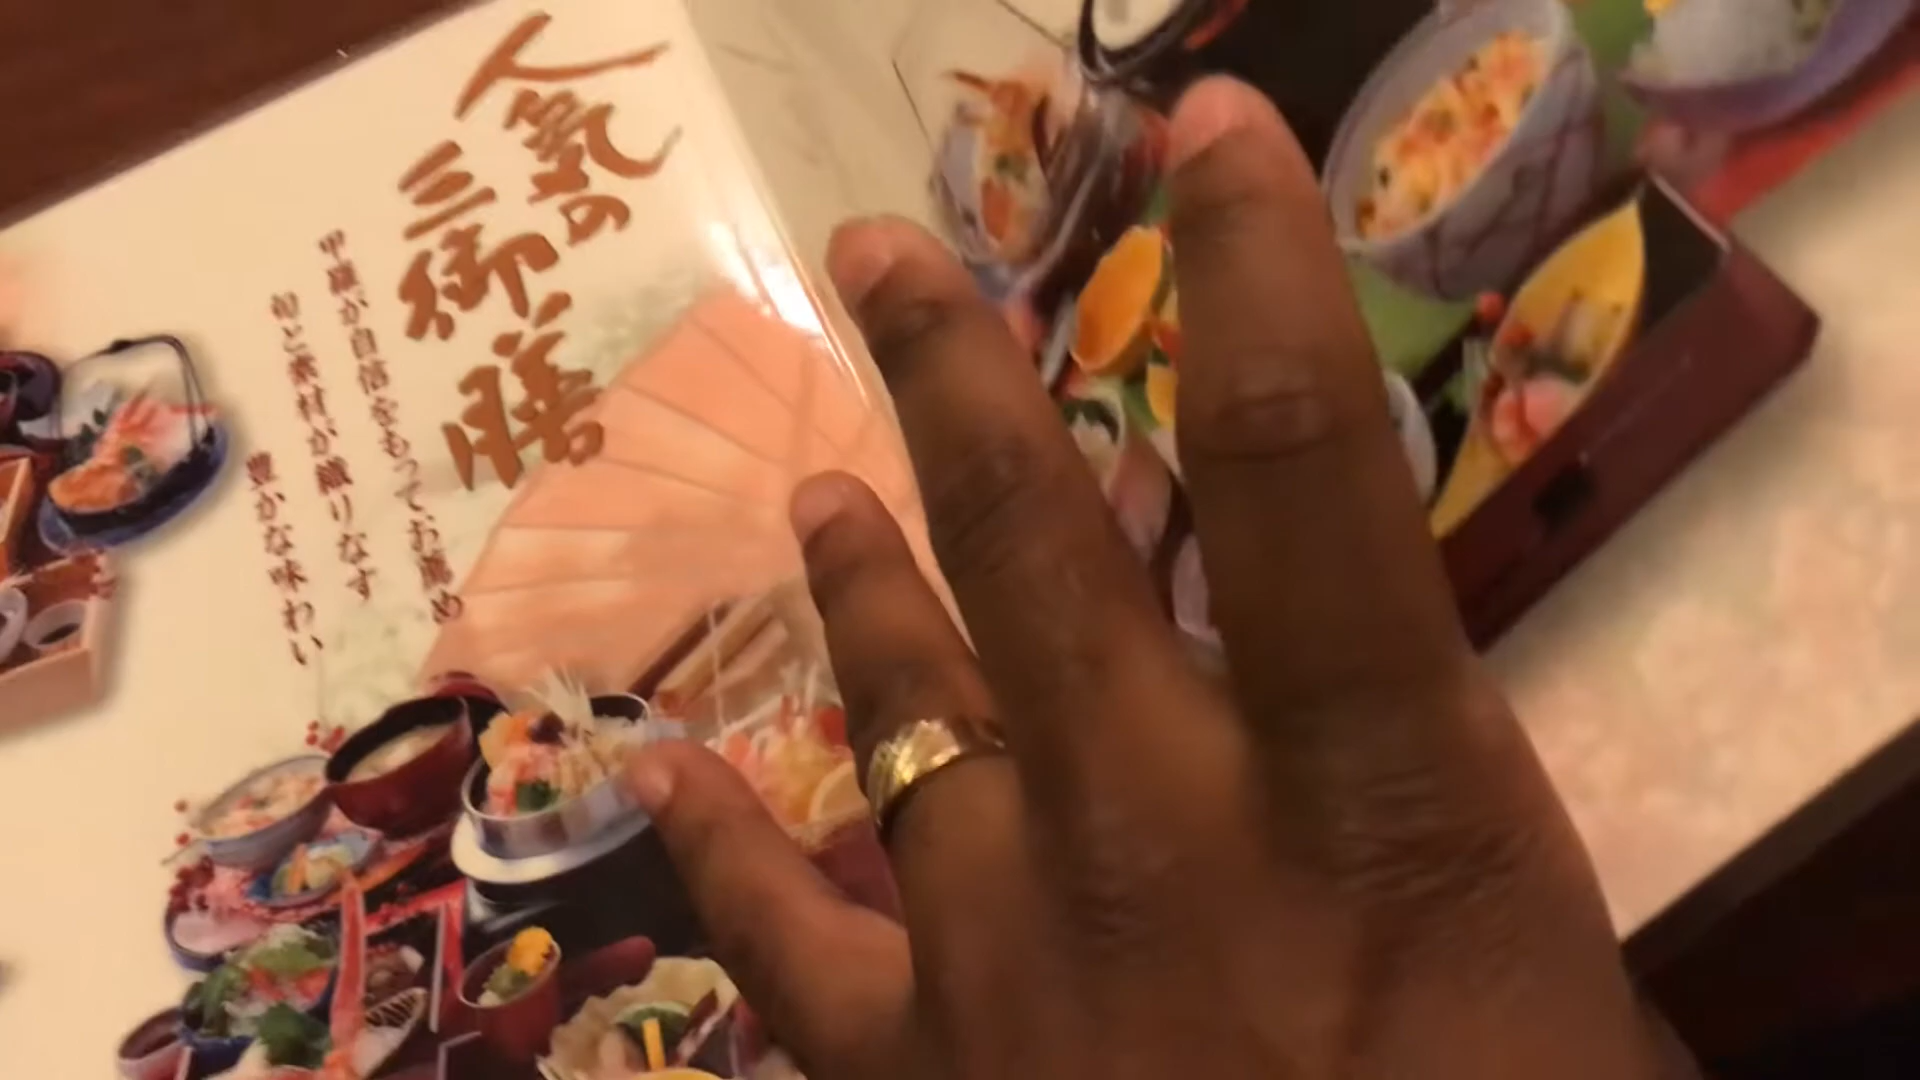 人氣の
三御膳
甲羅が自信をもってお薦め
旬と素材が織りなす
豊かな味わい